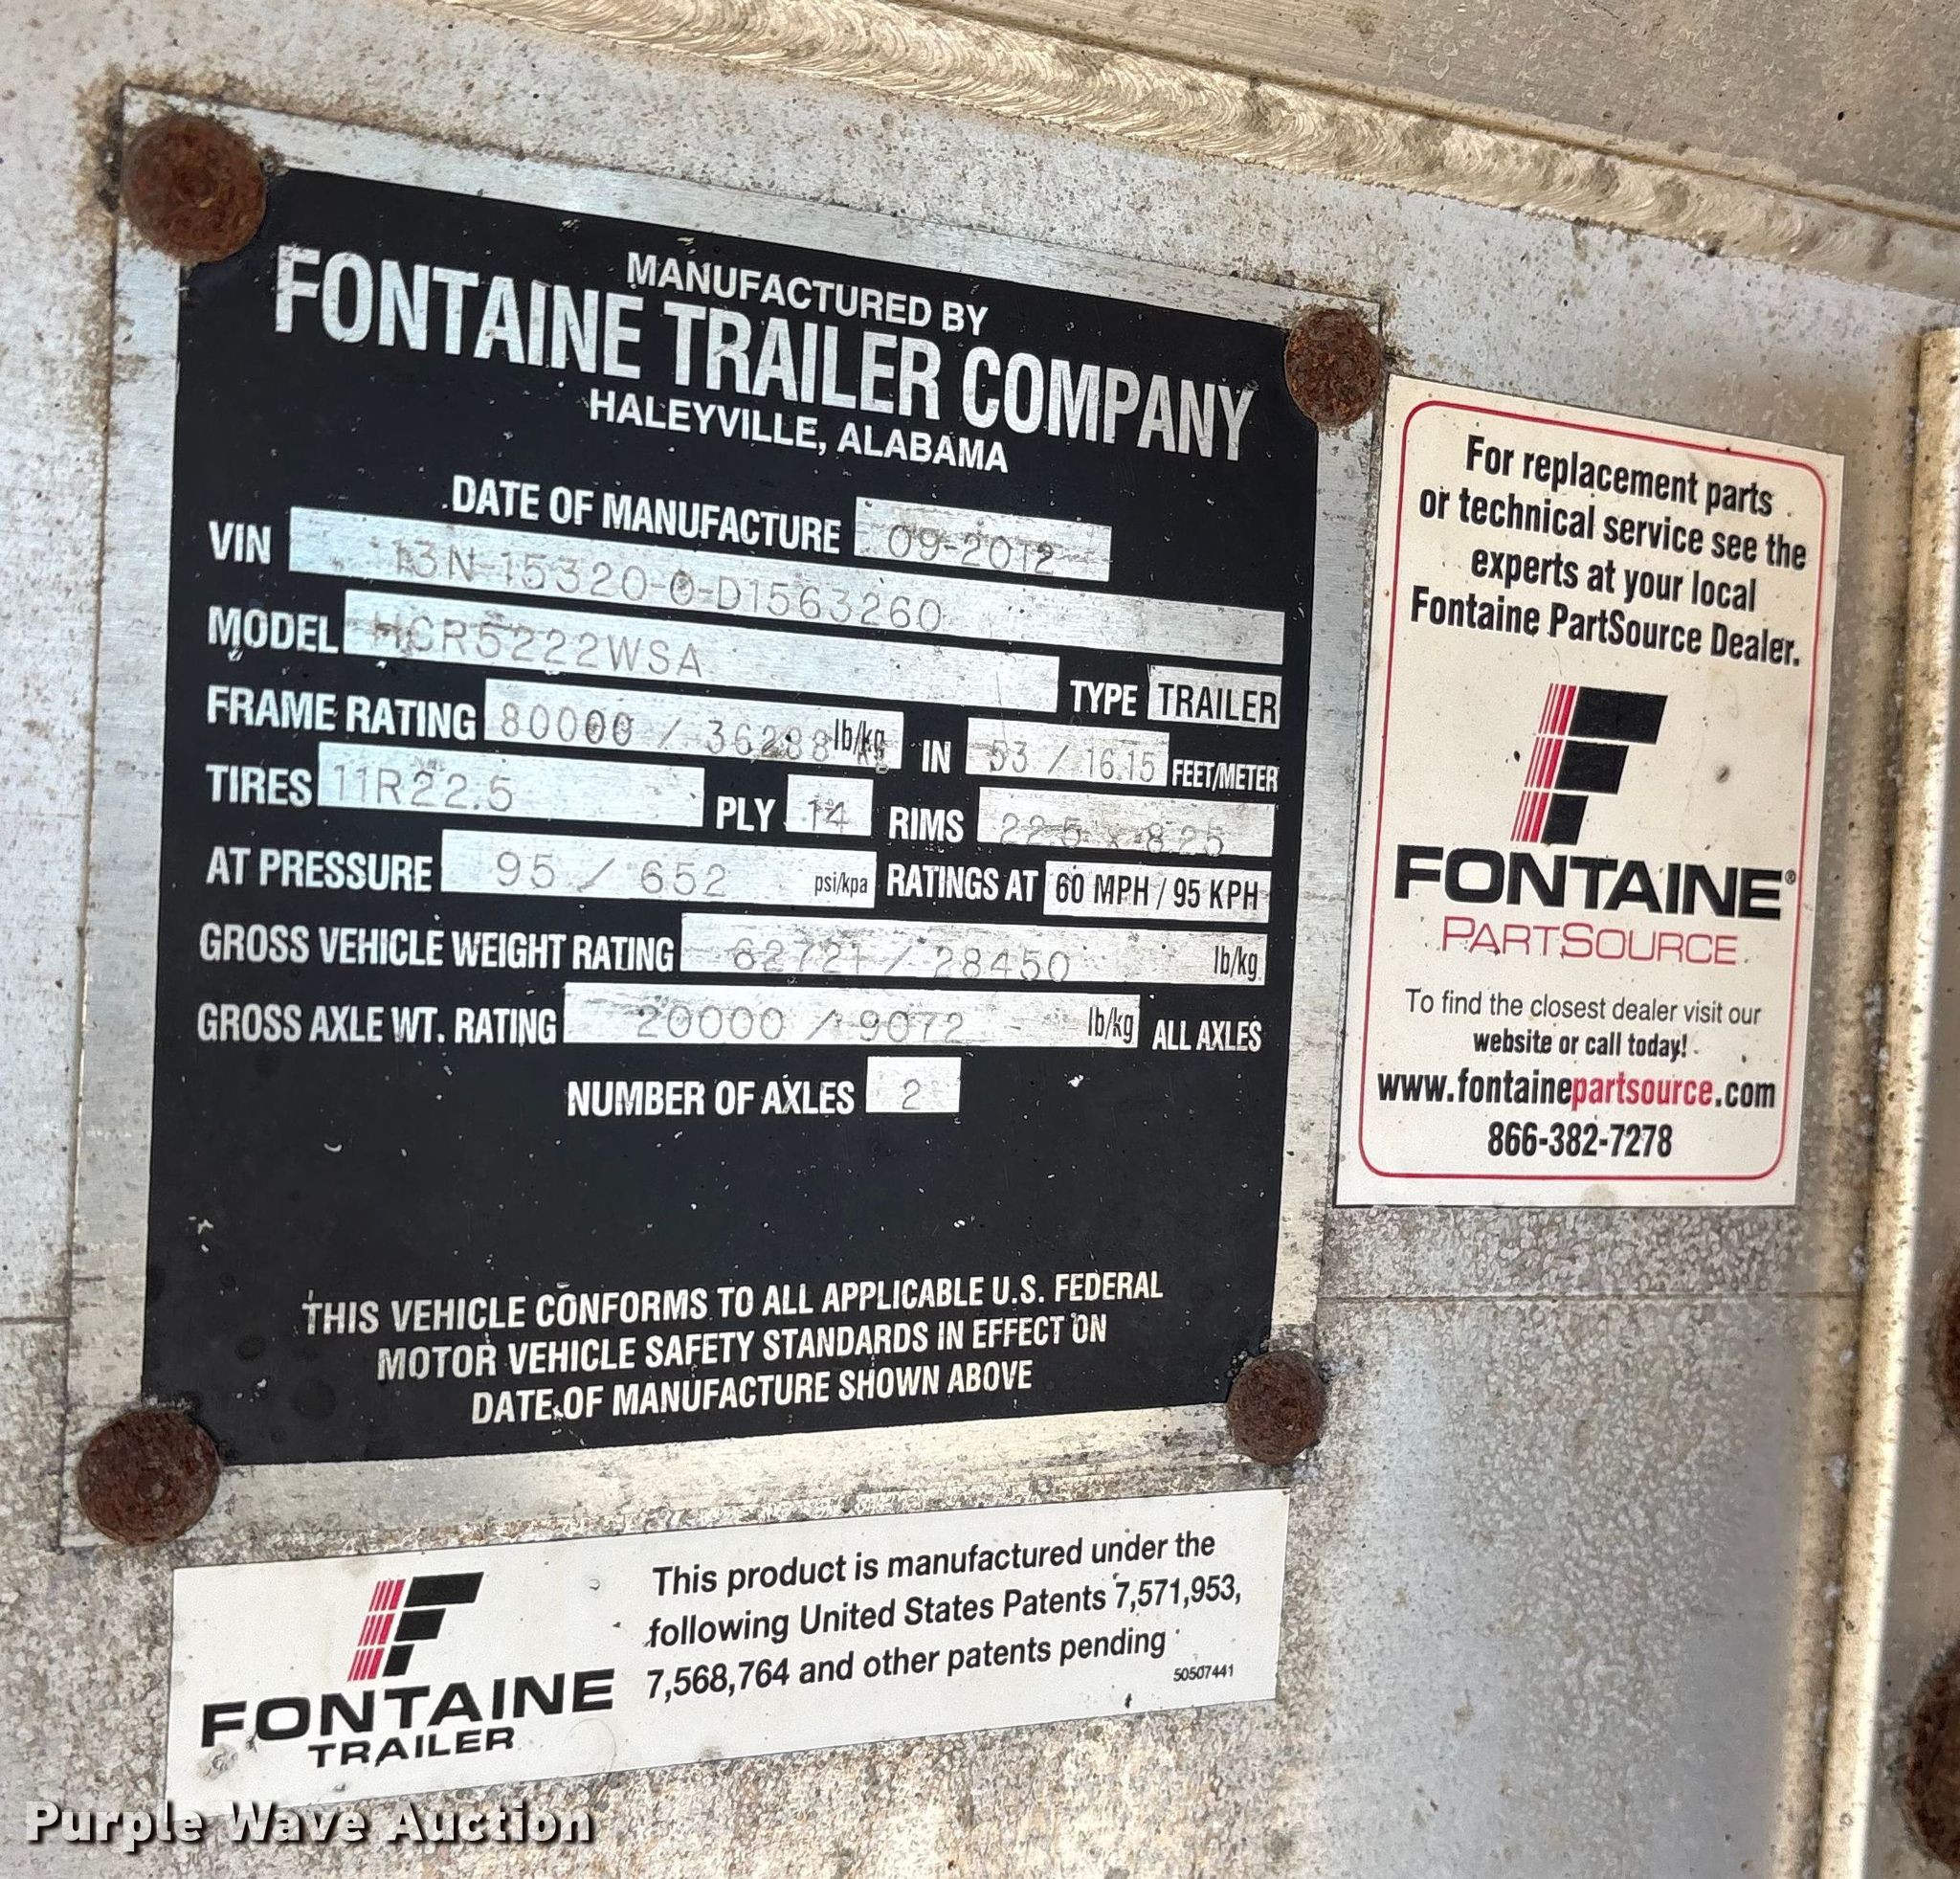 MANUFACTURED BY
FONTAINE TRAILER COMPANY
HALEYVILLE, ALABAMA
DATE OF MANUFACTURE 09-2012
VIN 13N-15320-0-D1563260
MODEL HCR5222WSA TYPE TRAILER
FRAME RATING 80000 / 36288 lb/kg IN 53 / 16.15 FEET/METER
TIRES 11R22.5 PLY 14 RIMS 22.5 x 8.25
AT PRESSURE 95 / 652 psi/kpa RATINGS AT 60 MPH / 95 KPH
GROSS VEHICLE WEIGHT RATING 62721 / 28450 lb/kg
GROSS AXLE WT. RATING 20000 / 9072 lb/kg ALL AXLES
NUMBER OF AXLES 2
THIS VEHICLE CONFORMS TO ALL APPLICABLE U.S. FEDERAL
MOTOR VEHICLE SAFETY STANDARDS IN EFFECT ON
DATE OF MANUFACTURE SHOWN ABOVE
For replacement parts
or technical service see the
experts at your local
Fontaine PartSource Dealer.
FONTAINE®
PARTSOURCE
To find the closest dealer visit our
website or call today!
www.fontainepartsource.com
866-382-7278
FONTAINE
TRAILER
This product is manufactured under the
following United States Patents 7,571,953,
7,568,764 and other patents pending
50507441
Purple Wave Auction